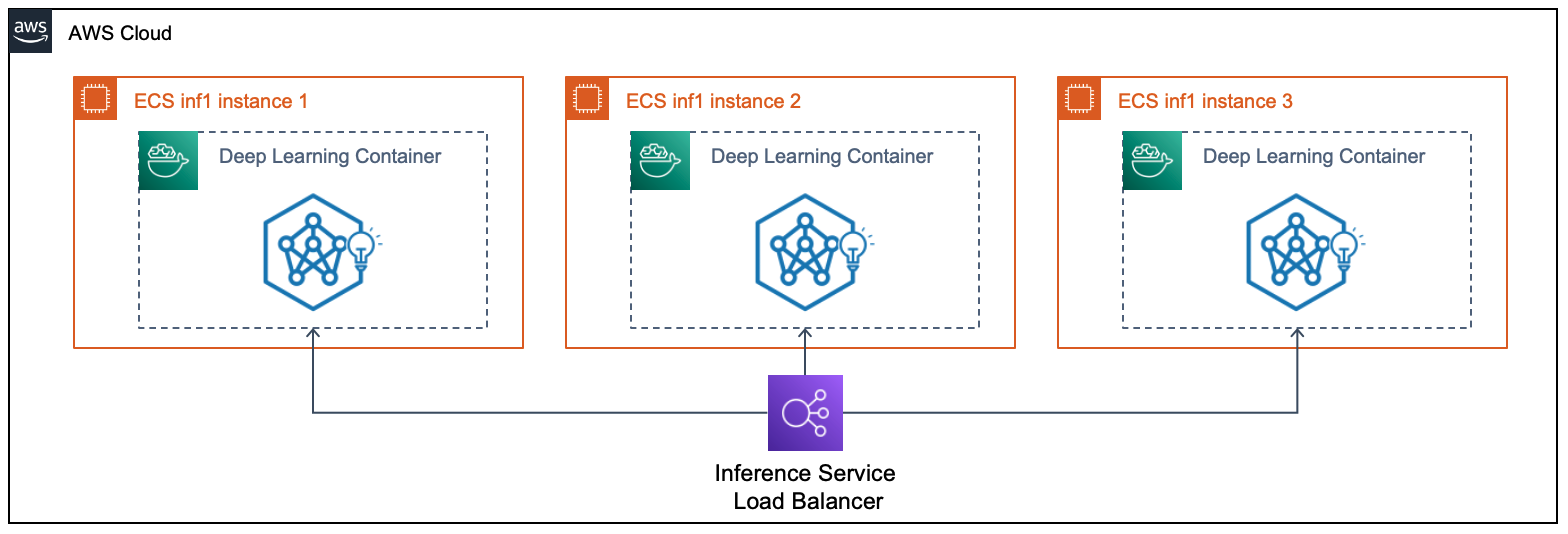 aws
AWS Cloud
ECS inf1 instance 1
Deep Learning Container
ECS inf1 instance 2
Deep Learning Container
ECS inf1 instance 3
Deep Learning Container
Inference Service
Load Balancer